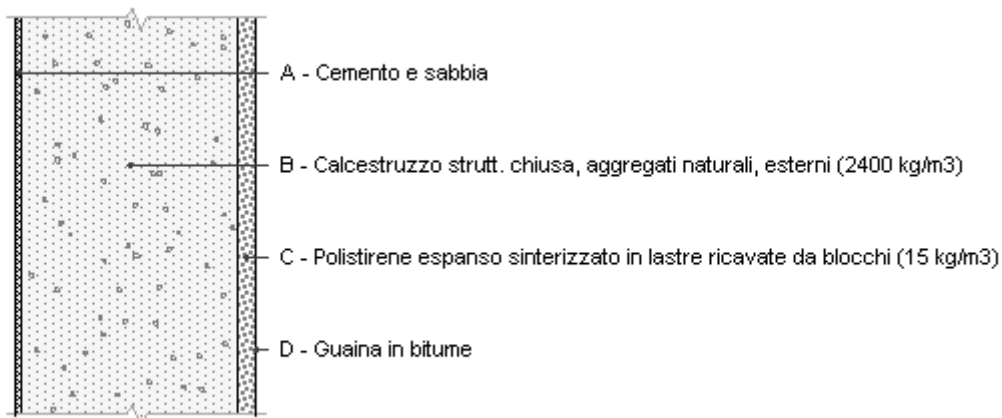 A - Cemento e sabbia
B - Calcestruzzo strutt. chiusa, aggregati naturali, esterni (2400 kg/m3)
C - Polistirene espanso sinterizzato in lastre ricavate da blocchi (15 kg/m3)
D - Guaina in bitume